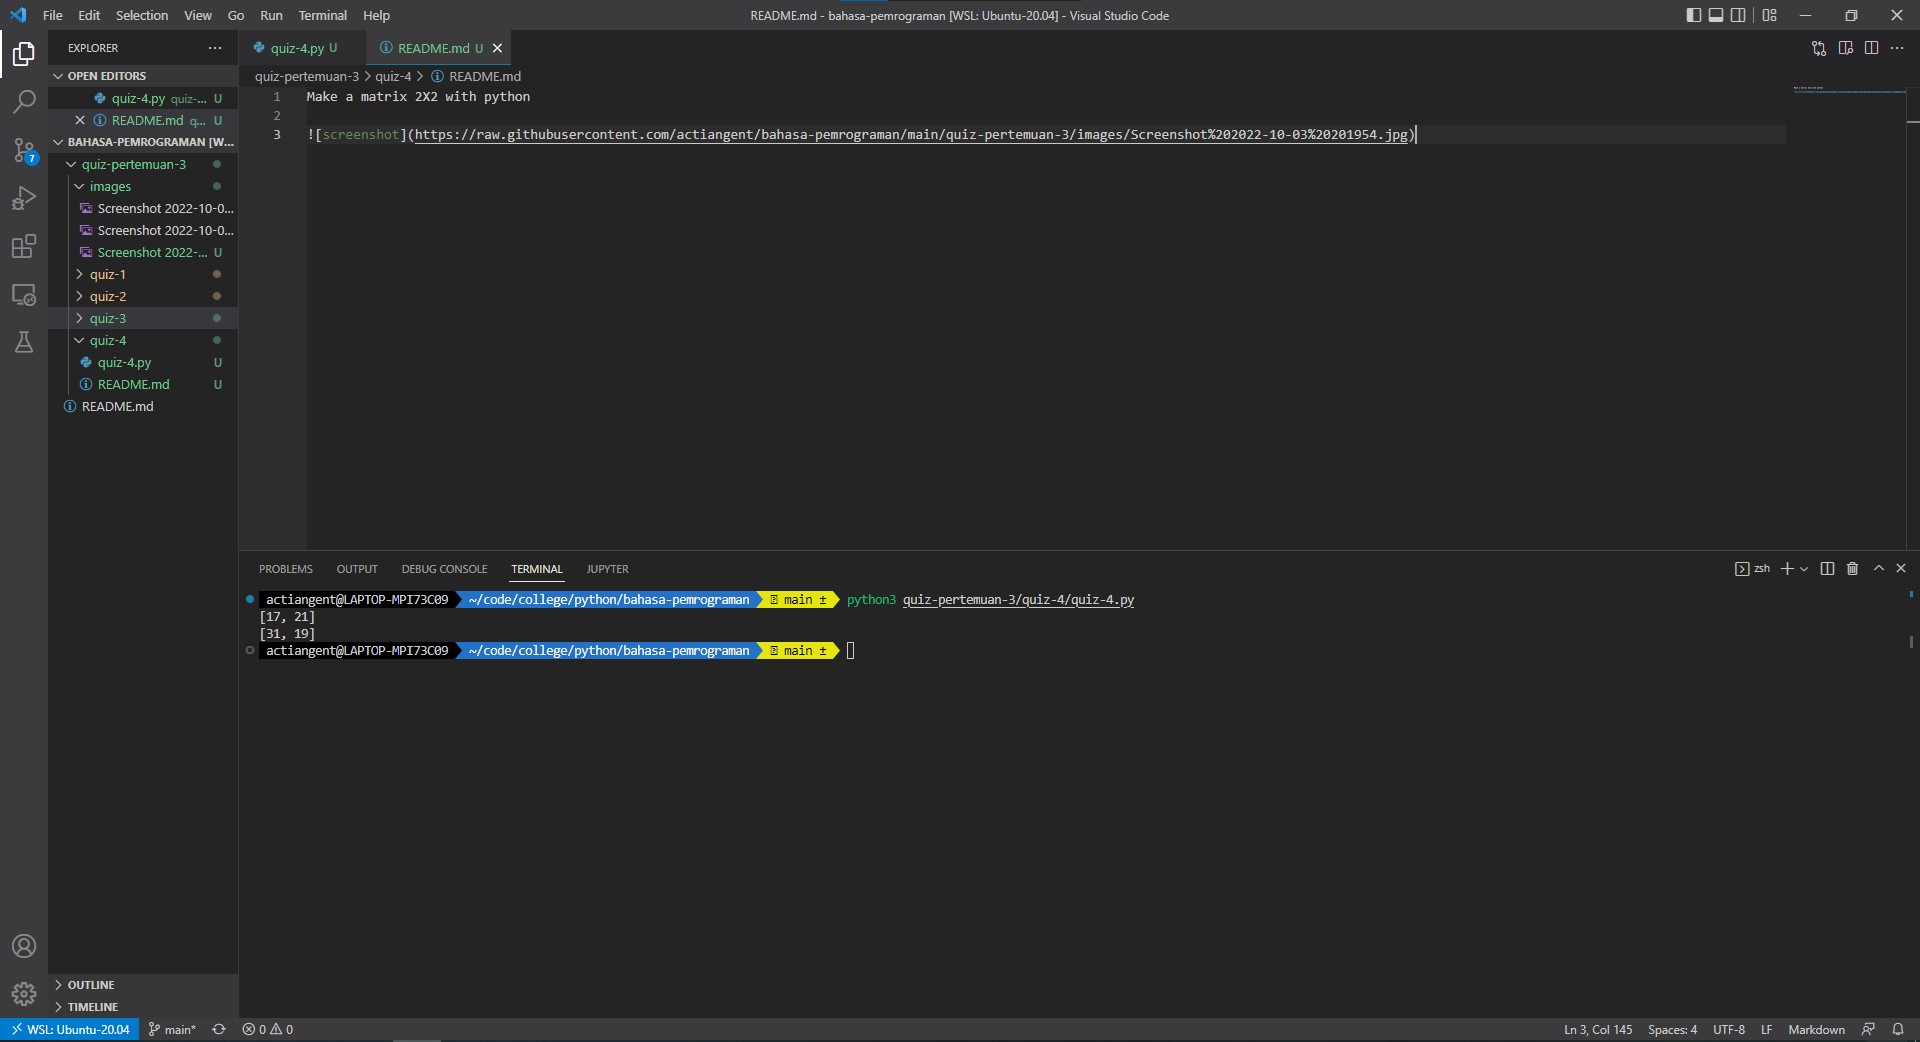 File Edit Selection View Go Run Terminal Help
README.md - bahasa-pemrograman [WSL: Ubuntu-20.04] - Visual Studio Code
EXPLORER
OPEN EDITORS
quiz-4.py quiz-... U
README.md q... U
BAHASA-PEMROGRAMAN [W...
quiz-pertemuan-3
images
Screenshot 2022-10-0...
Screenshot 2022-10-0...
Screenshot 2022-... U
quiz-1
quiz-2
quiz-3
quiz-4
quiz-4.py U
README.md U
README.md
7
OUTLINE
TIMELINE
quiz-4.py U
README.md U
quiz-pertemuan-3 > quiz-4 > README.md
1 Make a matrix 2X2 with python
2
3 ![screenshot](https://raw.githubusercontent.com/actiangent/bahasa-pemrograman/main/quiz-pertemuan-3/images/Screenshot%202022-10-03%20201954.jpg)
PROBLEMS OUTPUT DEBUG CONSOLE TERMINAL JUPYTER
zsh
actiangent@LAPTOP-MPI73C09 ~/code/college/python/bahasa-pemrograman main ± python3 quiz-pertemuan-3/quiz-4/quiz-4.py
[17, 21]
[31, 19]
actiangent@LAPTOP-MPI73C09 ~/code/college/python/bahasa-pemrograman main ±
WSL: Ubuntu-20.04 main* 0 0
Ln 3, Col 145 Spaces: 4 UTF-8 LF Markdown